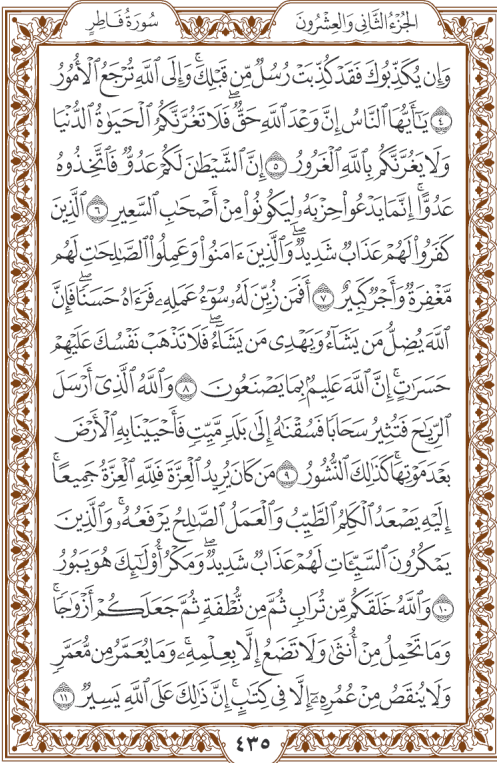 الجزء الثاني والعشرون
سورة فاطر
وَإِن يُكَذِّبُوكَ فَقَدْ كُذِّبَتْ رُسُلٌ مِّن قَبْلِكَ ۚ وَإِلَى ٱللَّهِ تُرْجَعُ ٱلْأُمُورُ
٤ يَٰٓأَيُّهَا ٱلنَّاسُ إِنَّ وَعْدَ ٱللَّهِ حَقٌّ ۖ فَلَا تَغُرَّنَّكُمُ ٱلْحَيَوٰةُ ٱلدُّنْيَا
وَلَا يَغُرَّنَّكُم بِٱللَّهِ ٱلْغَرُورُ ٥ إِنَّ ٱلشَّيْطَٰنَ لَكُمْ عَدُوٌّ فَٱتَّخِذُوهُ
عَدُوًّا ۚ إِنَّمَا يَدْعُوا۟ حِزْبَهُۥ لِيَكُونُوا۟ مِنْ أَصْحَٰبِ ٱلسَّعِيرِ ٦ ٱلَّذِينَ
كَفَرُوا۟ لَهُمْ عَذَابٌ شَدِيدٌ ۖ وَٱلَّذِينَ ءَامَنُوا۟ وَعَمِلُوا۟ ٱلصَّٰلِحَٰتِ لَهُم
مَّغْفِرَةٌ وَأَجْرٌ كَبِيرٌ ٧ أَفَمَن زُيِّنَ لَهُۥ سُوٓءُ عَمَلِهِۦ فَرَءَاهُ حَسَنًا ۖ فَإِنَّ
ٱللَّهَ يُضِلُّ مَن يَشَآءُ وَيَهْدِى مَن يَشَآءُ ۖ فَلَا تَذْهَبْ نَفْسُكَ عَلَيْهِمْ
حَسَرَٰتٍ ۚ إِنَّ ٱللَّهَ عَلِيمٌۢ بِمَا يَصْنَعُونَ ٨ وَٱللَّهُ ٱلَّذِىٓ أَرْسَلَ
ٱلرِّيَٰحَ فَتُثِيرُ سَحَابًا فَسُقْنَٰهُ إِلَىٰ بَلَدٍ مَّيِّتٍ فَأَحْيَيْنَا بِهِ ٱلْأَرْضَ
بَعْدَ مَوْتِهَا ۚ كَذَٰلِكَ ٱلنُّشُورُ ٩ مَن كَانَ يُرِيدُ ٱلْعِزَّةَ فَلِلَّهِ ٱلْعِزَّةُ جَمِيعًا ۚ
إِلَيْهِ يَصْعَدُ ٱلْكَلِمُ ٱلطَّيِّبُ وَٱلْعَمَلُ ٱلصَّٰلِحُ يَرْفَعُهُۥ ۚ وَٱلَّذِينَ
يَمْكُرُونَ ٱلسَّيِّـَٔاتِ لَهُمْ عَذَابٌ شَدِيدٌ ۖ وَمَكْرُ أُو۟لَٰٓئِكَ هُوَ يَبُورُ
١٠ وَٱللَّهُ خَلَقَكُم مِّن تُرَابٍ ثُمَّ مِن نُّطْفَةٍ ثُمَّ جَعَلَكُمْ أَزْوَٰجًا ۚ
وَمَا تَحْمِلُ مِنْ أُنثَىٰ وَلَا تَضَعُ إِلَّا بِعِلْمِهِۦ ۚ وَمَا يُعَمَّرُ مِن مُّعَمَّرٍ
وَلَا يُنقَصُ مِنْ عُمُرِهِۦٓ إِلَّا فِى كِتَٰبٍ ۚ إِنَّ ذَٰلِكَ عَلَى ٱللَّهِ يَسِيرٌ ١١
٤٣٥